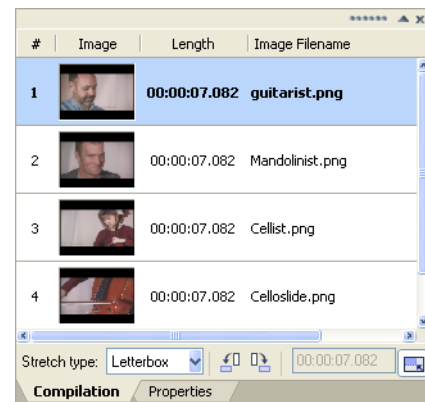 # Image Length Image Filename
1 00:00:07.082 guitarist.png
2 00:00:07.082 Mandolinist.png
3 00:00:07.082 Cellist.png
4 00:00:07.082 Celloslide.png
Stretch type: Letterbox 00:00:07.082
Compilation Properties